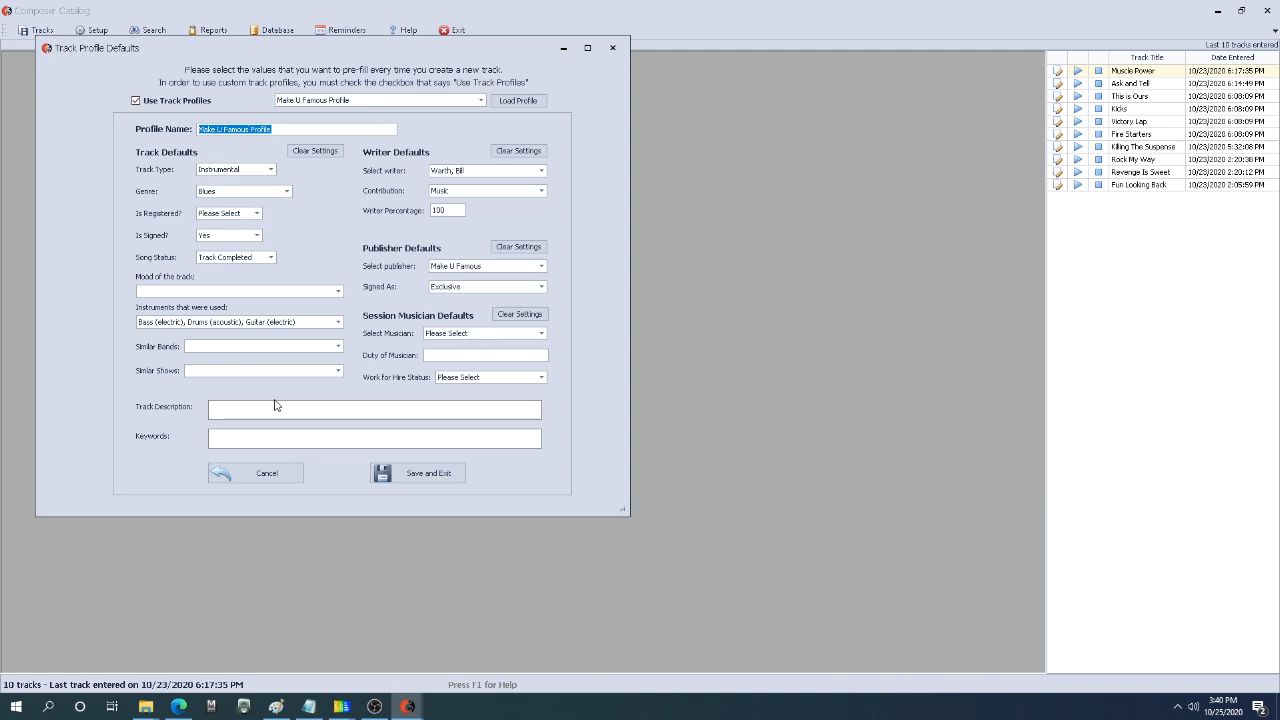 Composer Catalog
Tracks Setup Search Reports Database Reminders Help Exit
Last 10 tracks entered
Track Profile Defaults
Please select the values that you want to pre-fill every time you create a new track.
In order to use custom track profiles, you must check the checkbox that says "Use Track Profiles"
Use Track Profiles Make U Famous Profile Load Profile
Profile Name: Make U Famous Profile
Track Defaults Clear Settings
Track Type: Instrumental
Genre: Blues
Is Registered? Please Select
Is Signed? Yes
Song Status: Track Completed
Mood of the track:
Instruments that were used:
Bass (electric), Drums (acoustic), Guitar (electric)
Similar Bands:
Similar Shows:
Writer Defaults Clear Settings
Select writer: Warth, Bill
Contribution: Music
Writer Percentage: 100
Publisher Defaults Clear Settings
Select publisher: Make U Famous
Signed As: Exclusive
Session Musician Defaults Clear Settings
Select Musician: Please Select
Duty of Musician:
Work for Hire Status: Please Select
Track Description:
Keywords:
Cancel Save and Exit
Track Title Date Entered
Muscle Power 10/23/2020 6:17:35 PM
Ask and Tell 10/23/2020 6:14:49 PM
This is Ours 10/23/2020 6:09:09 PM
Kicks 10/23/2020 6:08:09 PM
Victory Lap 10/23/2020 6:08:09 PM
Fire Starters 10/23/2020 6:08:09 PM
Killing The Suspense 10/23/2020 5:32:08 PM
Rock My Way 10/23/2020 2:20:38 PM
Revenge Is Sweet 10/23/2020 2:20:12 PM
Fun Looking Back 10/23/2020 2:05:59 PM
10 tracks - Last track entered on 10/23/2020 6:17:35 PM Press F1 for Help
3:40 PM
10/25/2020
2